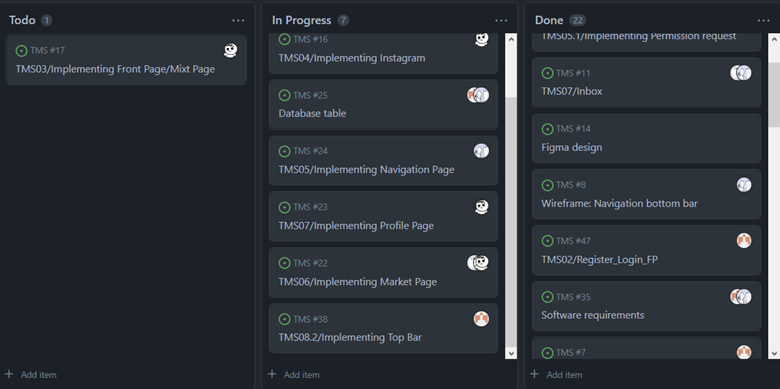 Todo 1 ...
TMS #17
TMS03/Implementing Front Page/Mixt Page
+ Add item
In Progress 7 ...
TMS #16
TMS04/Implementing Instagram
TMS #25
Database table
TMS #24
TMS05/Implementing Navigation Page
TMS #23
TMS07/Implementing Profile Page
TMS #22
TMS06/Implementing Market Page
TMS #38
TMS08.2/Implementing Top Bar
+ Add item
Done 22 ...
TMS05.1/Implementing Permission request
TMS #11
TMS07/Inbox
TMS #14
Figma design
TMS #8
Wireframe: Navigation bottom bar
TMS #47
TMS02/Register_Login_FP
TMS #35
Software requirements
TMS #7
+ Add item